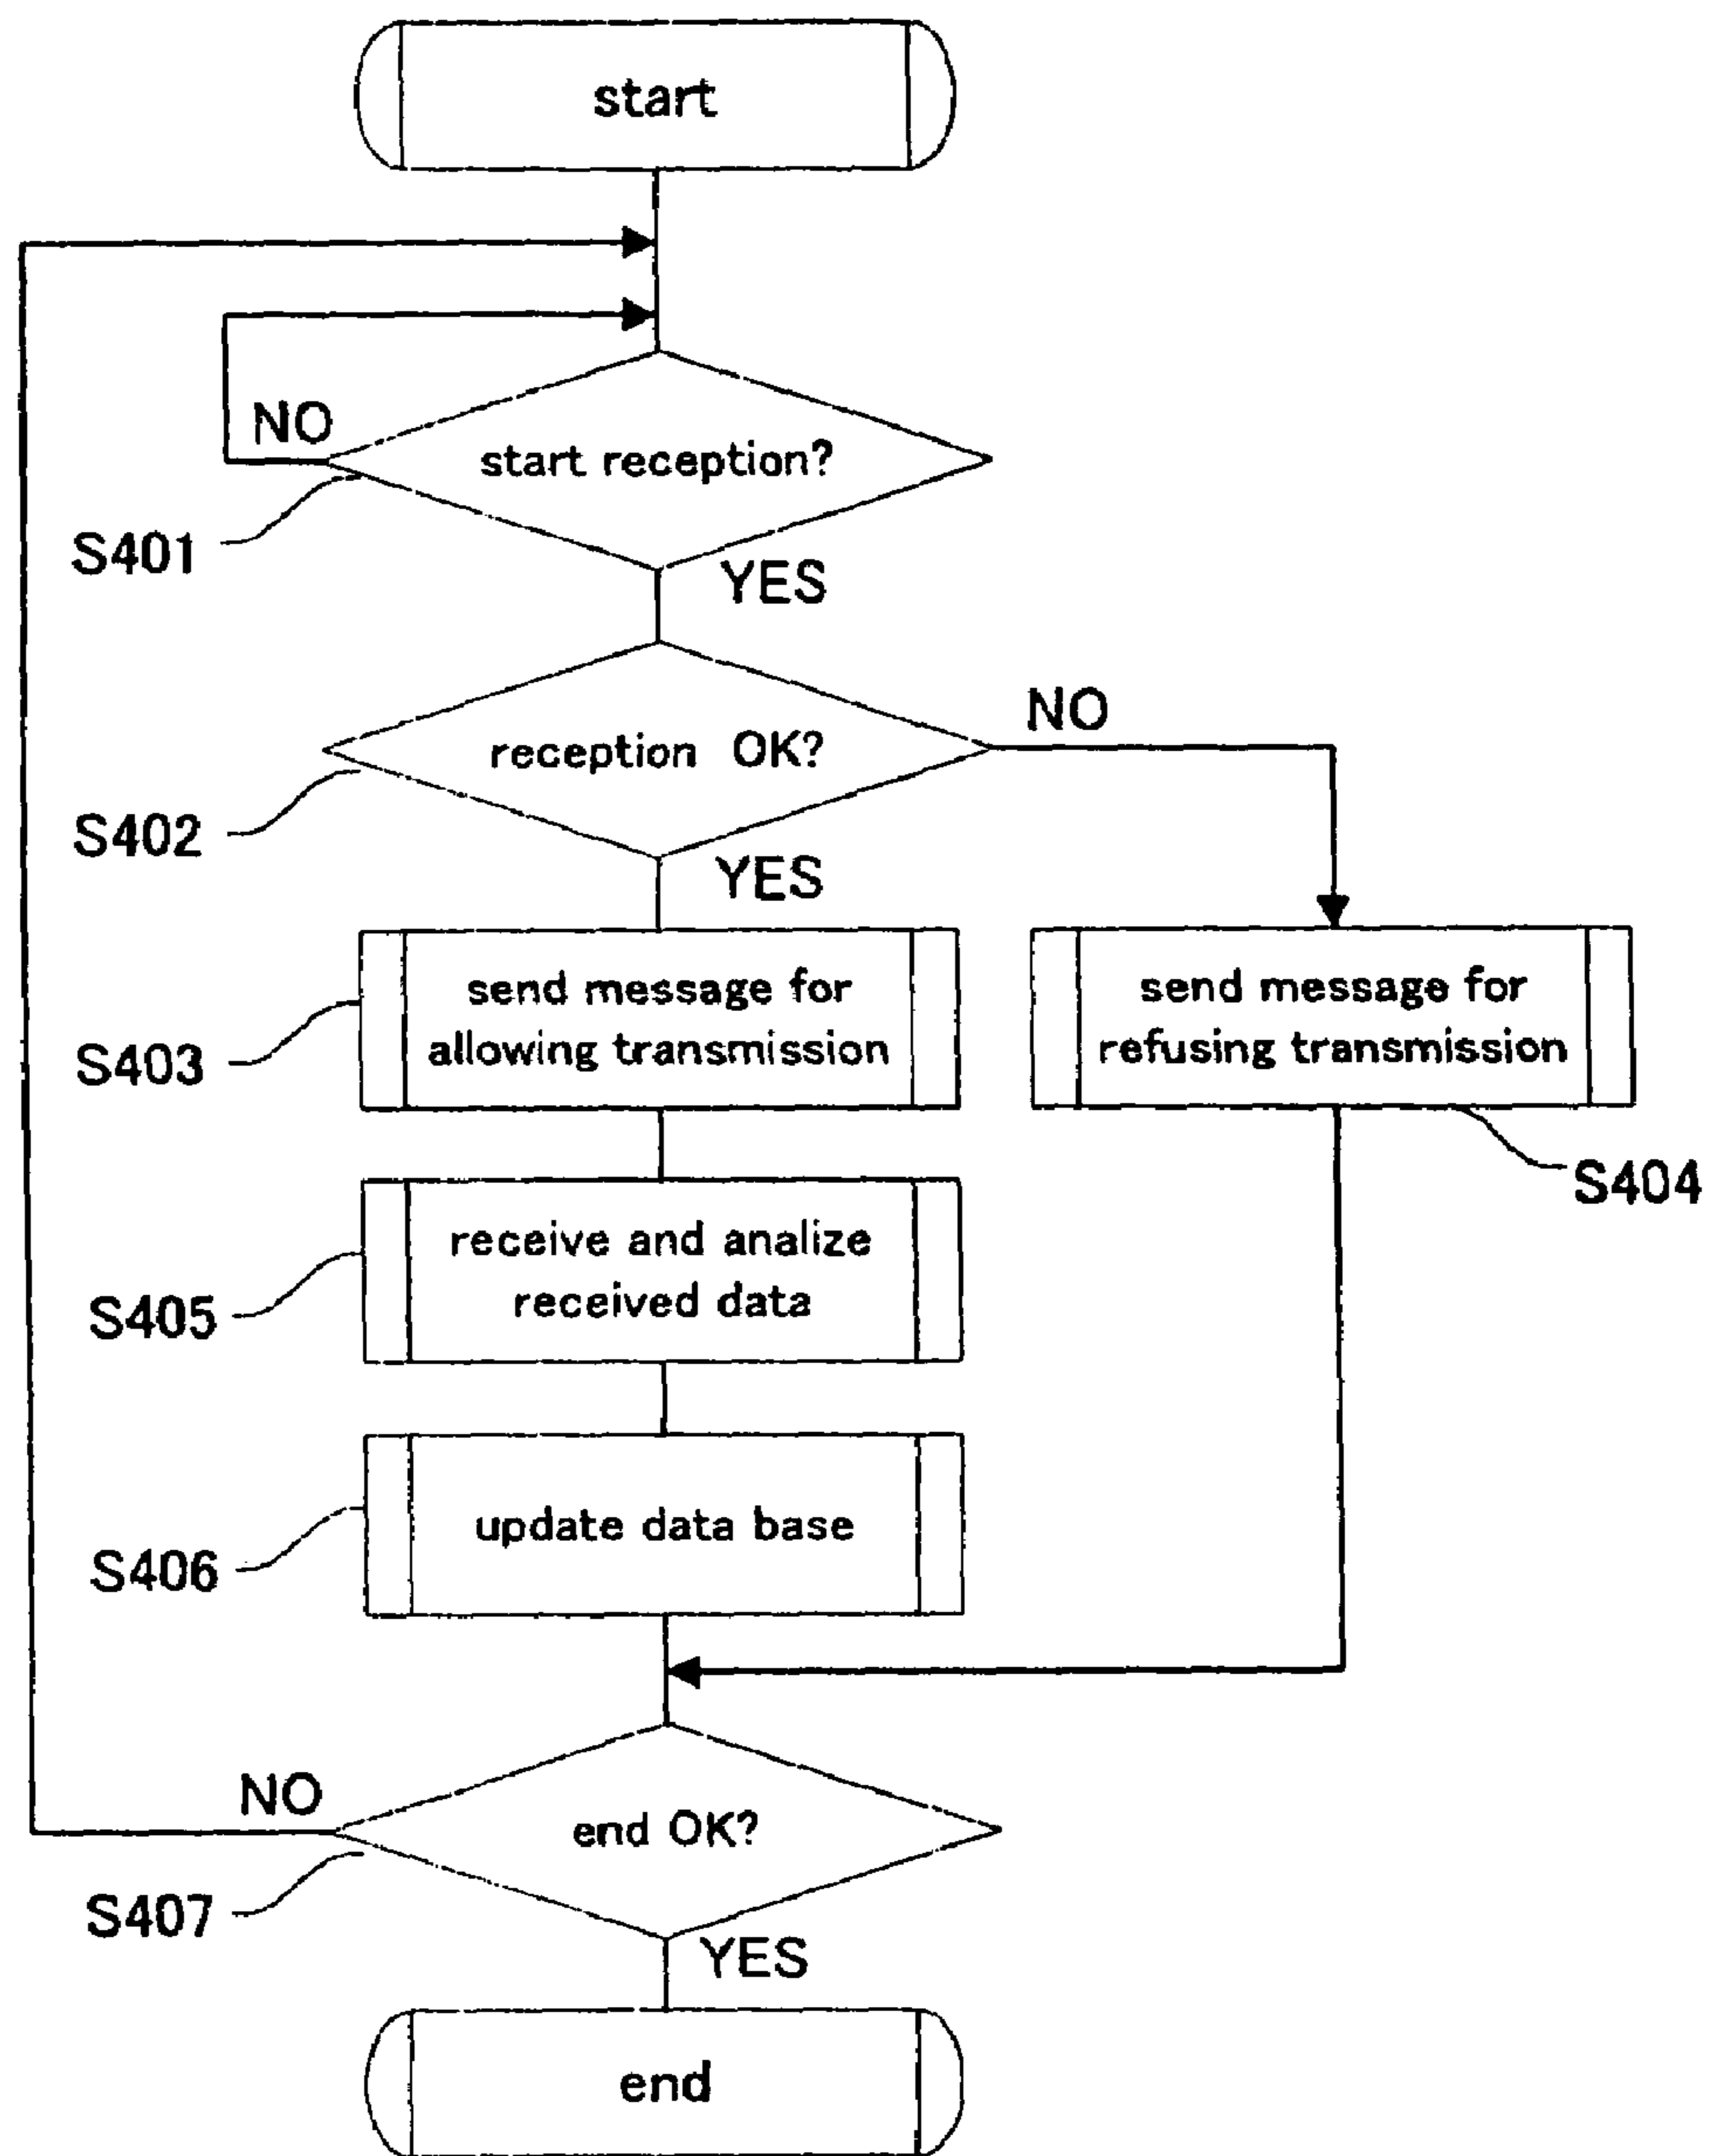 start
NO
start reception?
S401
YES
NO
reception OK?
S402
YES
send message for
allowing transmission
S403
send message for
refusing transmission
S404
receive and analize
received data
S405
update data base
S406
NO
end OK?
S407
YES
end